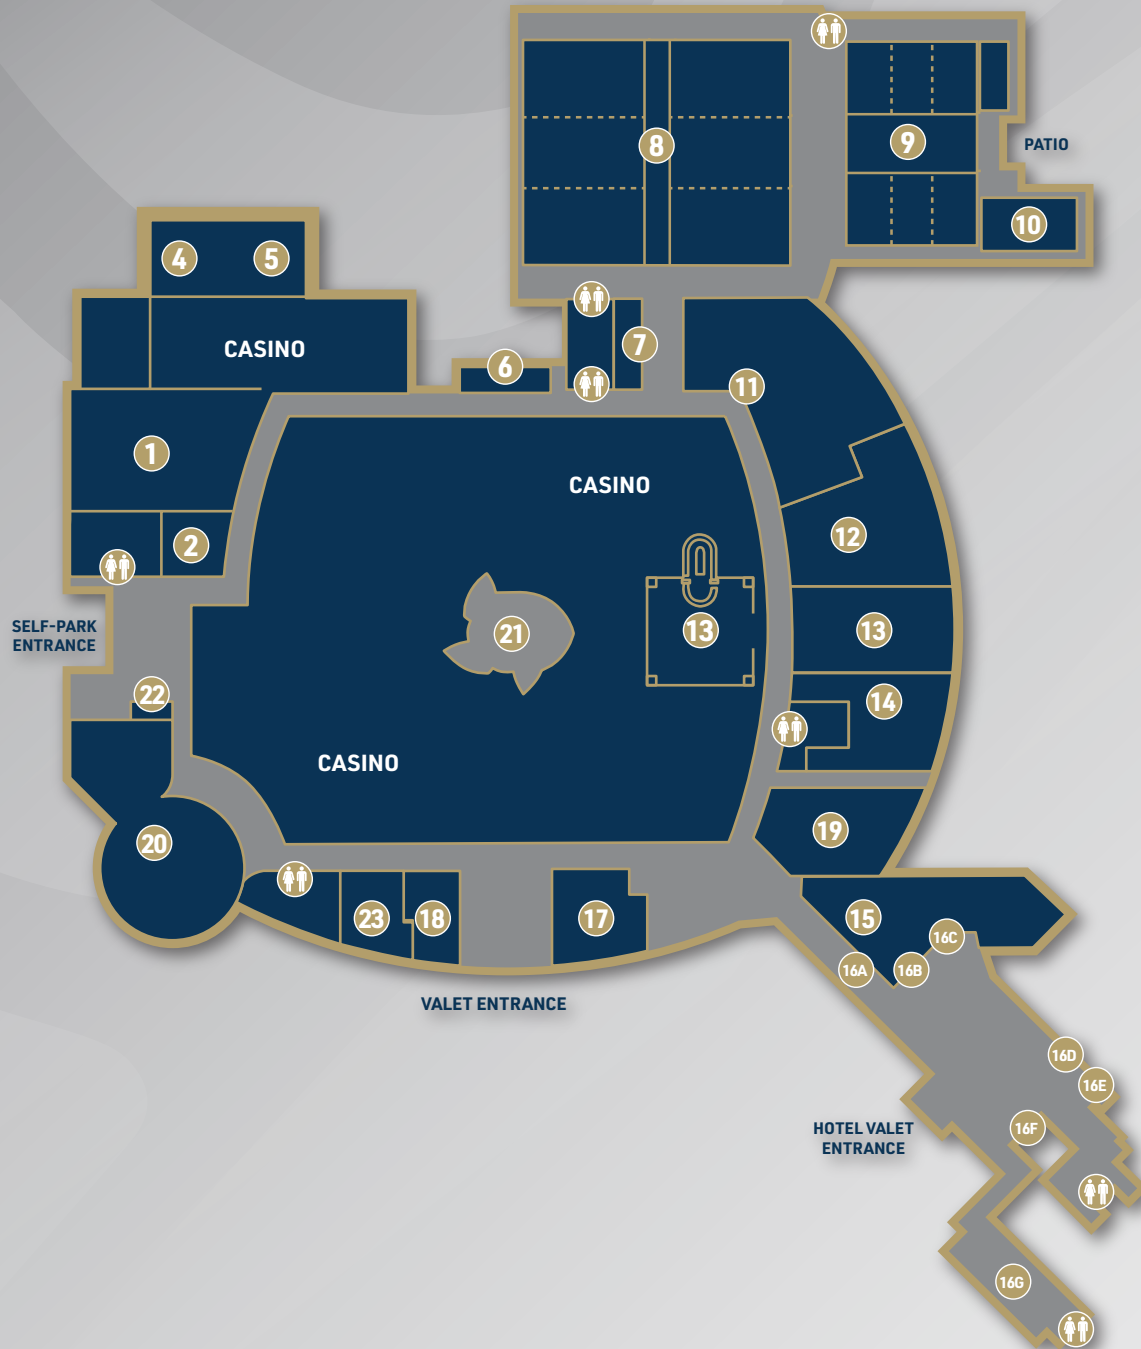 8
9
PATIO
10
4
5
CASINO
6
7
11
1
CASINO
2
12
SELF-PARK
ENTRANCE
21
13
13
22
14
CASINO
20
19
23
18
17
15
16C
16A
16B
VALET ENTRANCE
16D
16E
HOTEL VALET
ENTRANCE
16F
16G